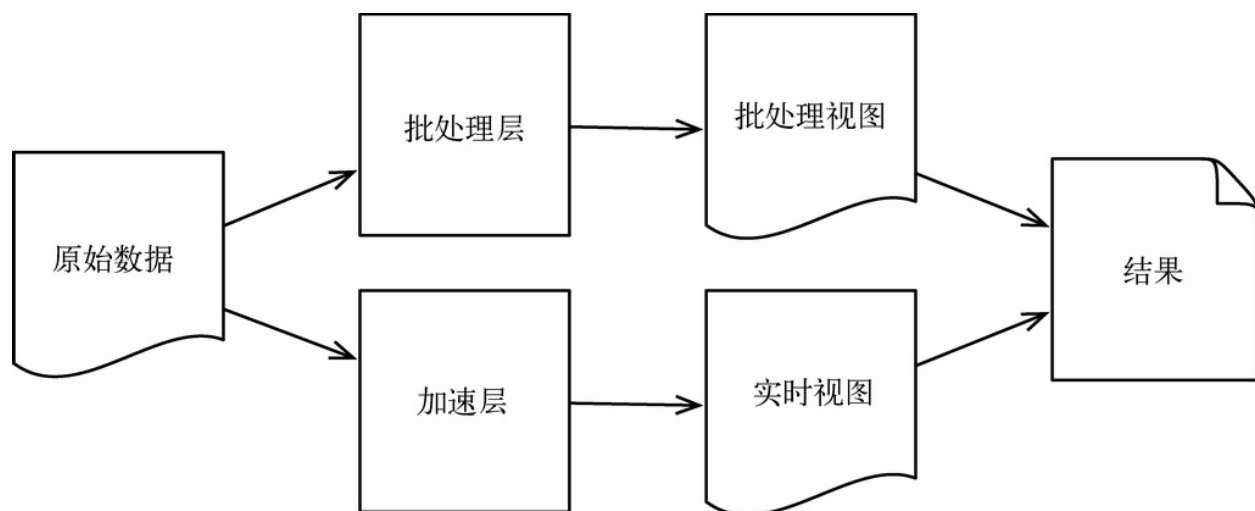 批处理层
批处理视图
原始数据
结果
加速层
实时视图